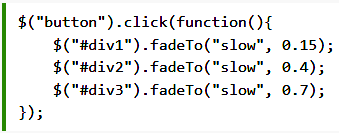 $("button").click(function(){
    $("#div1").fadeTo("slow", 0.15);
    $("#div2").fadeTo("slow", 0.4);
    $("#div3").fadeTo("slow", 0.7);
});